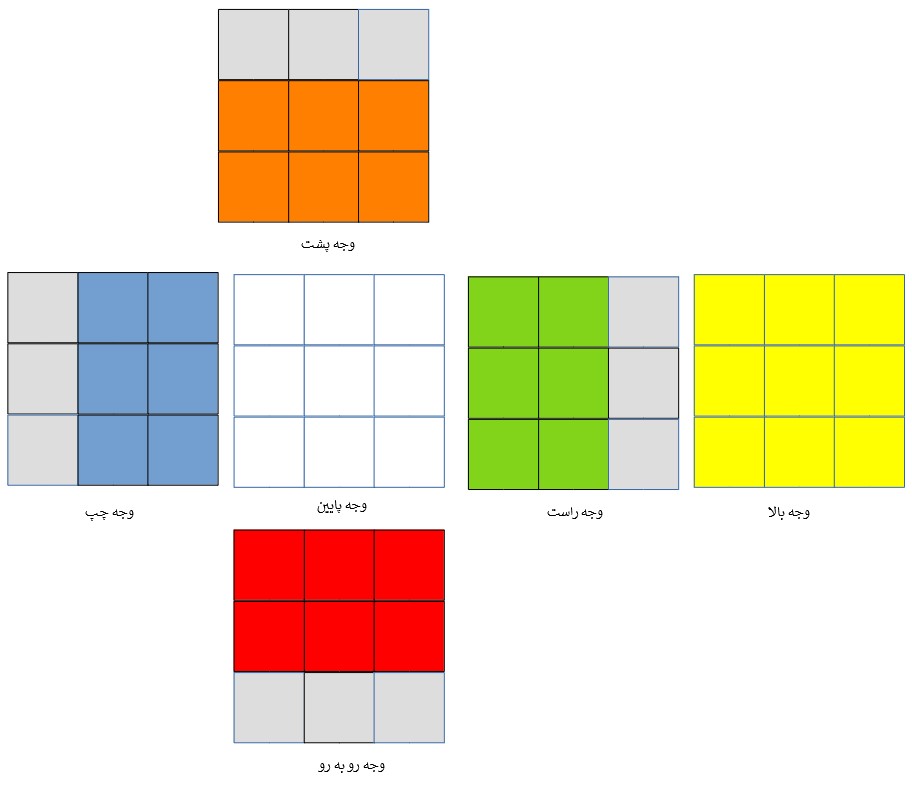 وجه پشت
وجه چپ
وجه پایین
وجه راست
وجه بالا
وجه رو به رو